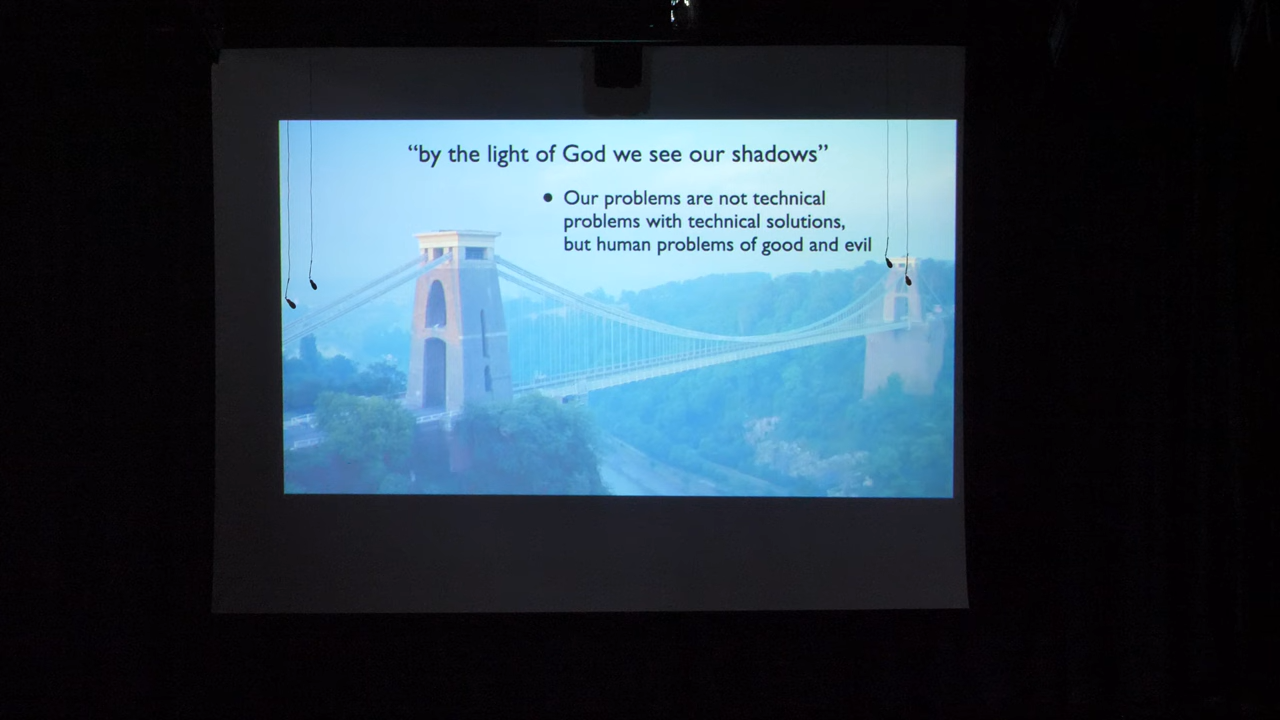 “by the light of God we see our shadows”
• Our problems are not technical
problems with technical solutions,
but human problems of good and evil